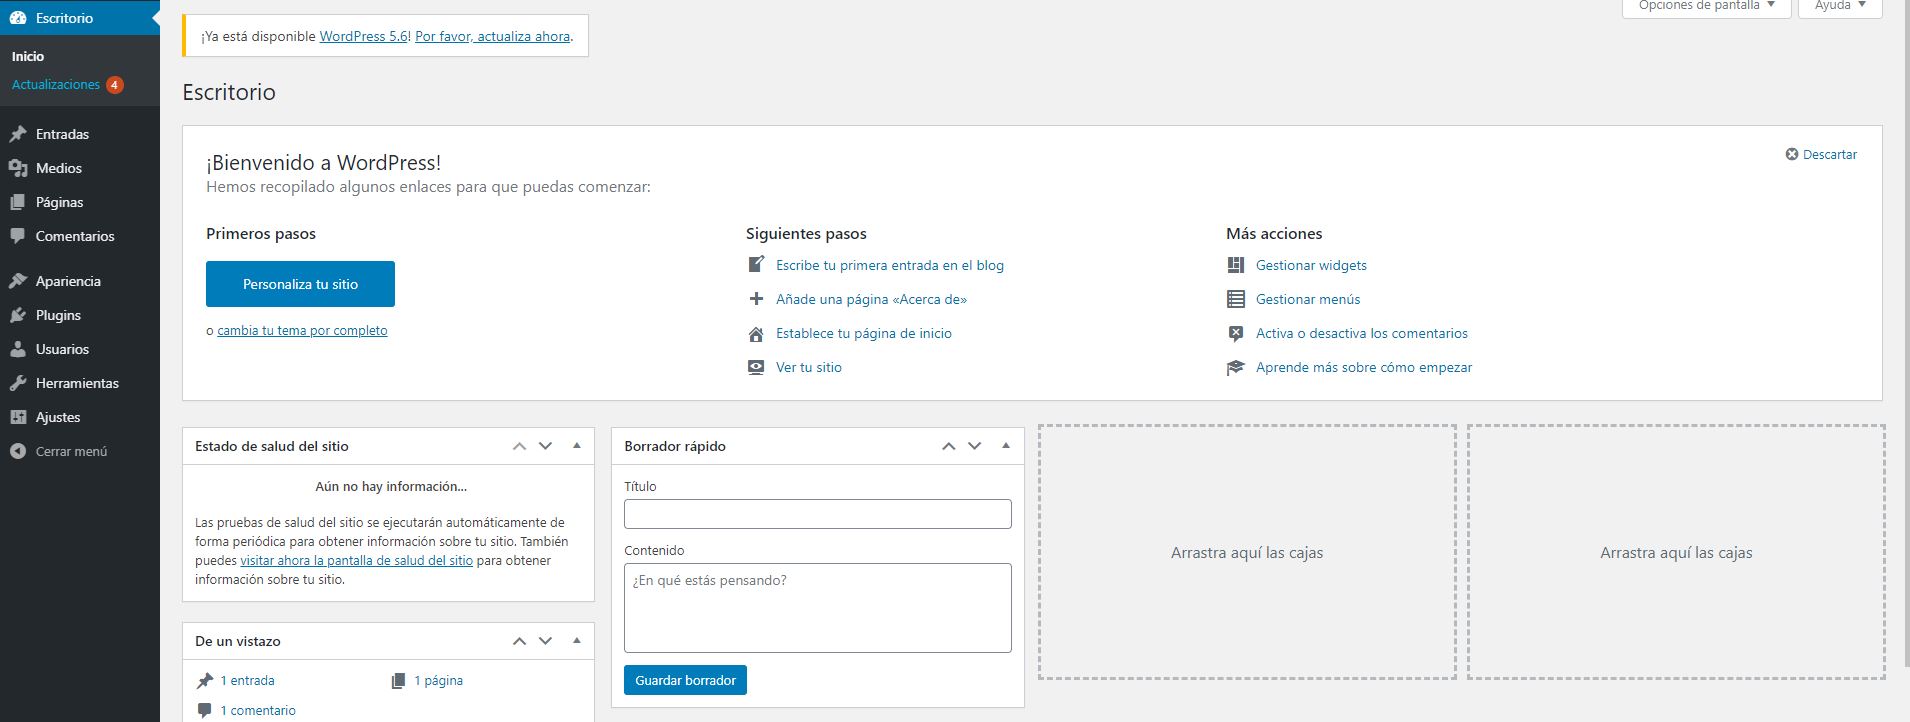 Escritorio
Inicio
Actualizaciones 4
Entradas
Medios
Páginas
Comentarios
Apariencia
Plugins
Usuarios
Herramientas
Ajustes
Cerrar menú
Opciones de pantalla
Ayuda
¡Ya está disponible WordPress 5.6! Por favor, actualiza ahora.
Escritorio
¡Bienvenido a WordPress!
Descartar
Hemos recopilado algunos enlaces para que puedas comenzar:
Primeros pasos
Personaliza tu sitio
o cambia tu tema por completo
Siguientes pasos
Escribe tu primera entrada en el blog
Añade una página «Acerca de»
Establece tu página de inicio
Ver tu sitio
Más acciones
Gestionar widgets
Gestionar menús
Activa o desactiva los comentarios
Aprende más sobre cómo empezar
Estado de salud del sitio
Aún no hay información...
Las pruebas de salud del sitio se ejecutarán automáticamente de
forma periódica para obtener información sobre tu sitio. También
puedes visitar ahora la pantalla de salud del sitio para obtener
información sobre tu sitio.
De un vistazo
1 entrada
1 página
1 comentario
Borrador rápido
Título
Contenido
¿En qué estás pensando?
Guardar borrador
Arrastra aquí las cajas
Arrastra aquí las cajas